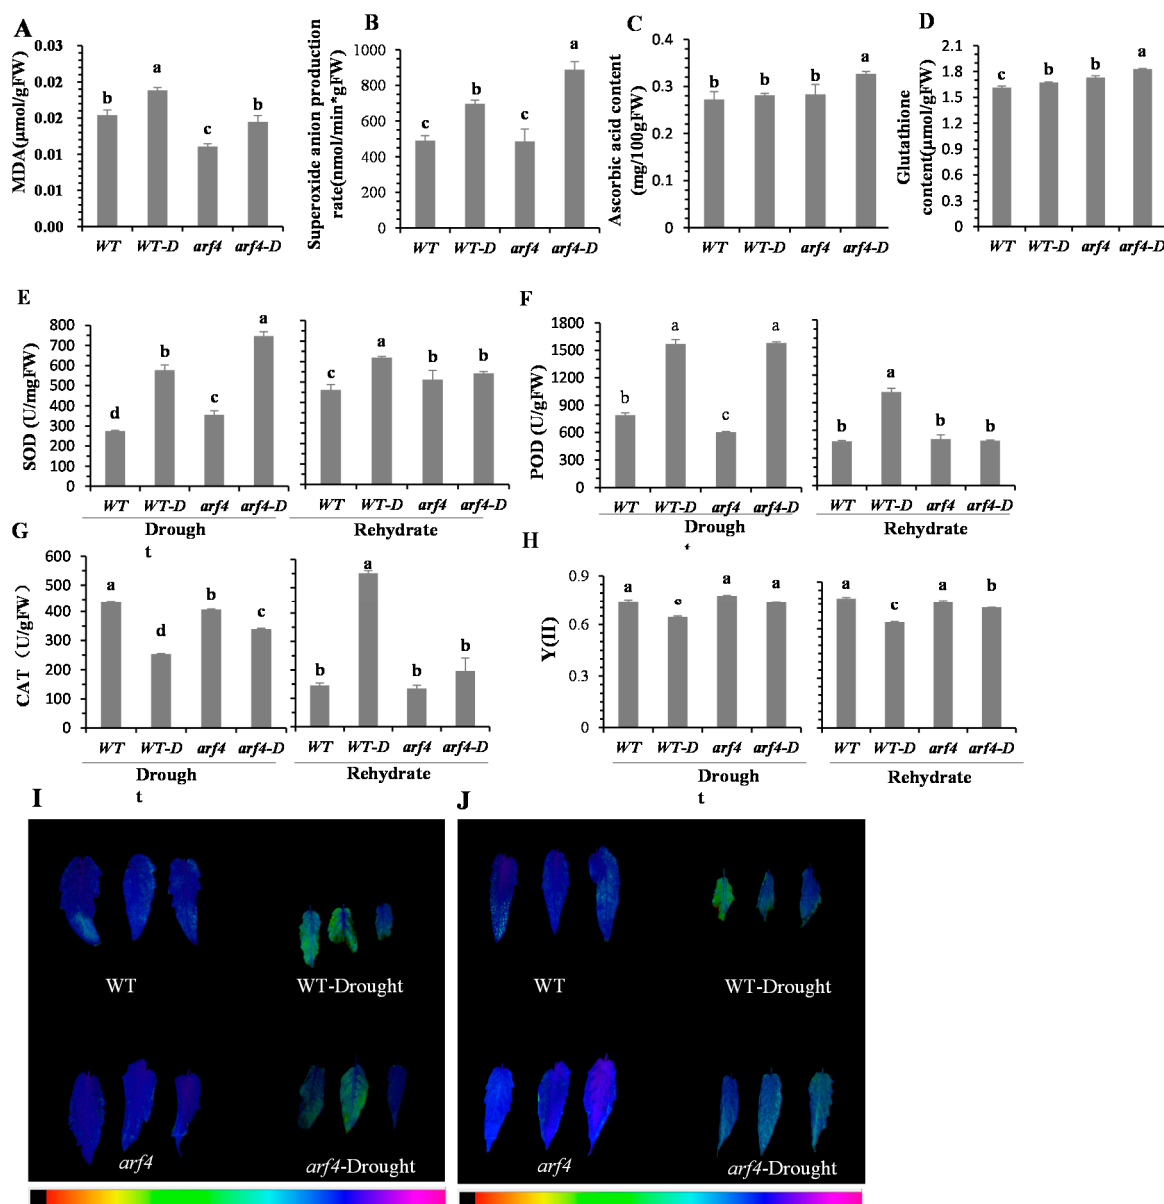 A
MDA(μmol/gFW)
0.03
0.02
0.02
0.01
0.01
0.00
b
a
c
b
WT
WT-D
arf4
arf4-D
B
Superoxide anion production
rate(nmol/min*gFW)
1000
800
600
400
200
0
c
b
c
a
WT
WT-D
arf4
arf4-D
C
Ascorbic acid content
(mg/100gFW)
0.4
0.3
0.2
0.1
0
b
b
b
a
WT
WT-D
arf4
arf4-D
D
Glutathione
content(μmol/gFW)
2.1
1.8
1.5
1.2
0.9
0.6
0.3
0
c
b
b
a
WT
WT-D
arf4
arf4-D
E
SOD (U/mgFW)
800
700
600
500
400
300
200
100
0
d
b
c
a
WT
WT-D
arf4
arf4-D
Drough
t
c
a
b
b
WT
WT-D
arf4
arf4-D
Rehydrate
F
POD (U/gFW)
1800
1500
1200
900
600
300
0
b
a
c
a
WT
WT-D
arf4
arf4-D
Drough
b
a
b
b
WT
WT-D
arf4
arf4-D
Rehydrate
G
CAT（U/gFW）
600
500
400
300
200
100
0
a
d
b
c
WT
WT-D
arf4
arf4-D
Drough
t
b
a
b
b
WT
WT-D
arf4
arf4-D
Rehydrate
H
Y(II)
0.9
0.6
0.3
0
a
a
a
WT
WT-D
arf4
arf4-D
Drough
t
a
c
a
b
WT
WT-D
arf4
arf4-D
Rehydrate
I
WT
WT-Drought
arf4
arf4-Drought
J
WT
WT-Drought
arf4
arf4-Drought